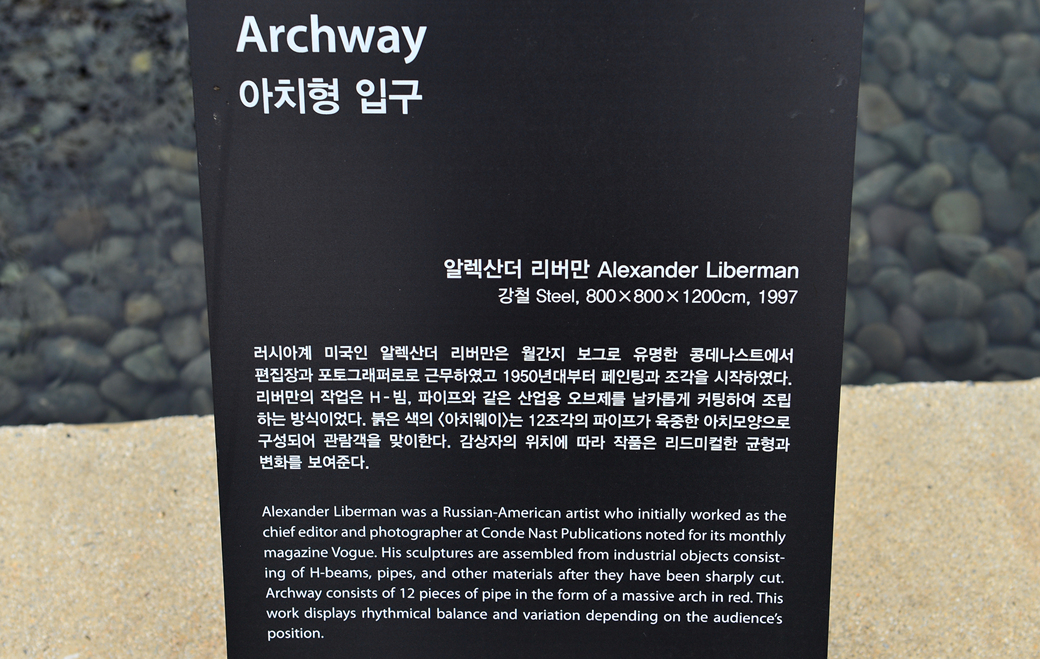 Archway
아치형 입구
알렉산더 리버만 Alexander Liberman
강철 Steel, 800×800×1200cm, 1997
러시아계 미국인 알렉산더 리버만은 월간지 보그로 유명한 콩데나스트에서
편집장과 포토그래퍼로로 근무하였고 1950년대부터 페인팅과 조각을 시작하였다.
리버만의 작업은 H-빔, 파이프와 같은 산업용 오브제를 날카롭게 커팅하여 조립
하는 방식이었다. 붉은 색의 〈아치웨이〉는 12조각의 파이프가 육중한 아치모양으로
구성되어 관람객을 맞이한다. 감상자의 위치에 따라 작품은 리드미컬한 균형과
변화를 보여준다.
Alexander Liberman was a Russian-American artist who initially worked as the
chief editor and photographer at Conde Nast Publications noted for its monthly
magazine Vogue. His sculptures are assembled from industrial objects consist-
ing of H-beams, pipes, and other materials after they have been sharply cut.
Archway consists of 12 pieces of pipe in the form of a massive arch in red. This
work displays rhythmical balance and variation depending on the audience's
position.